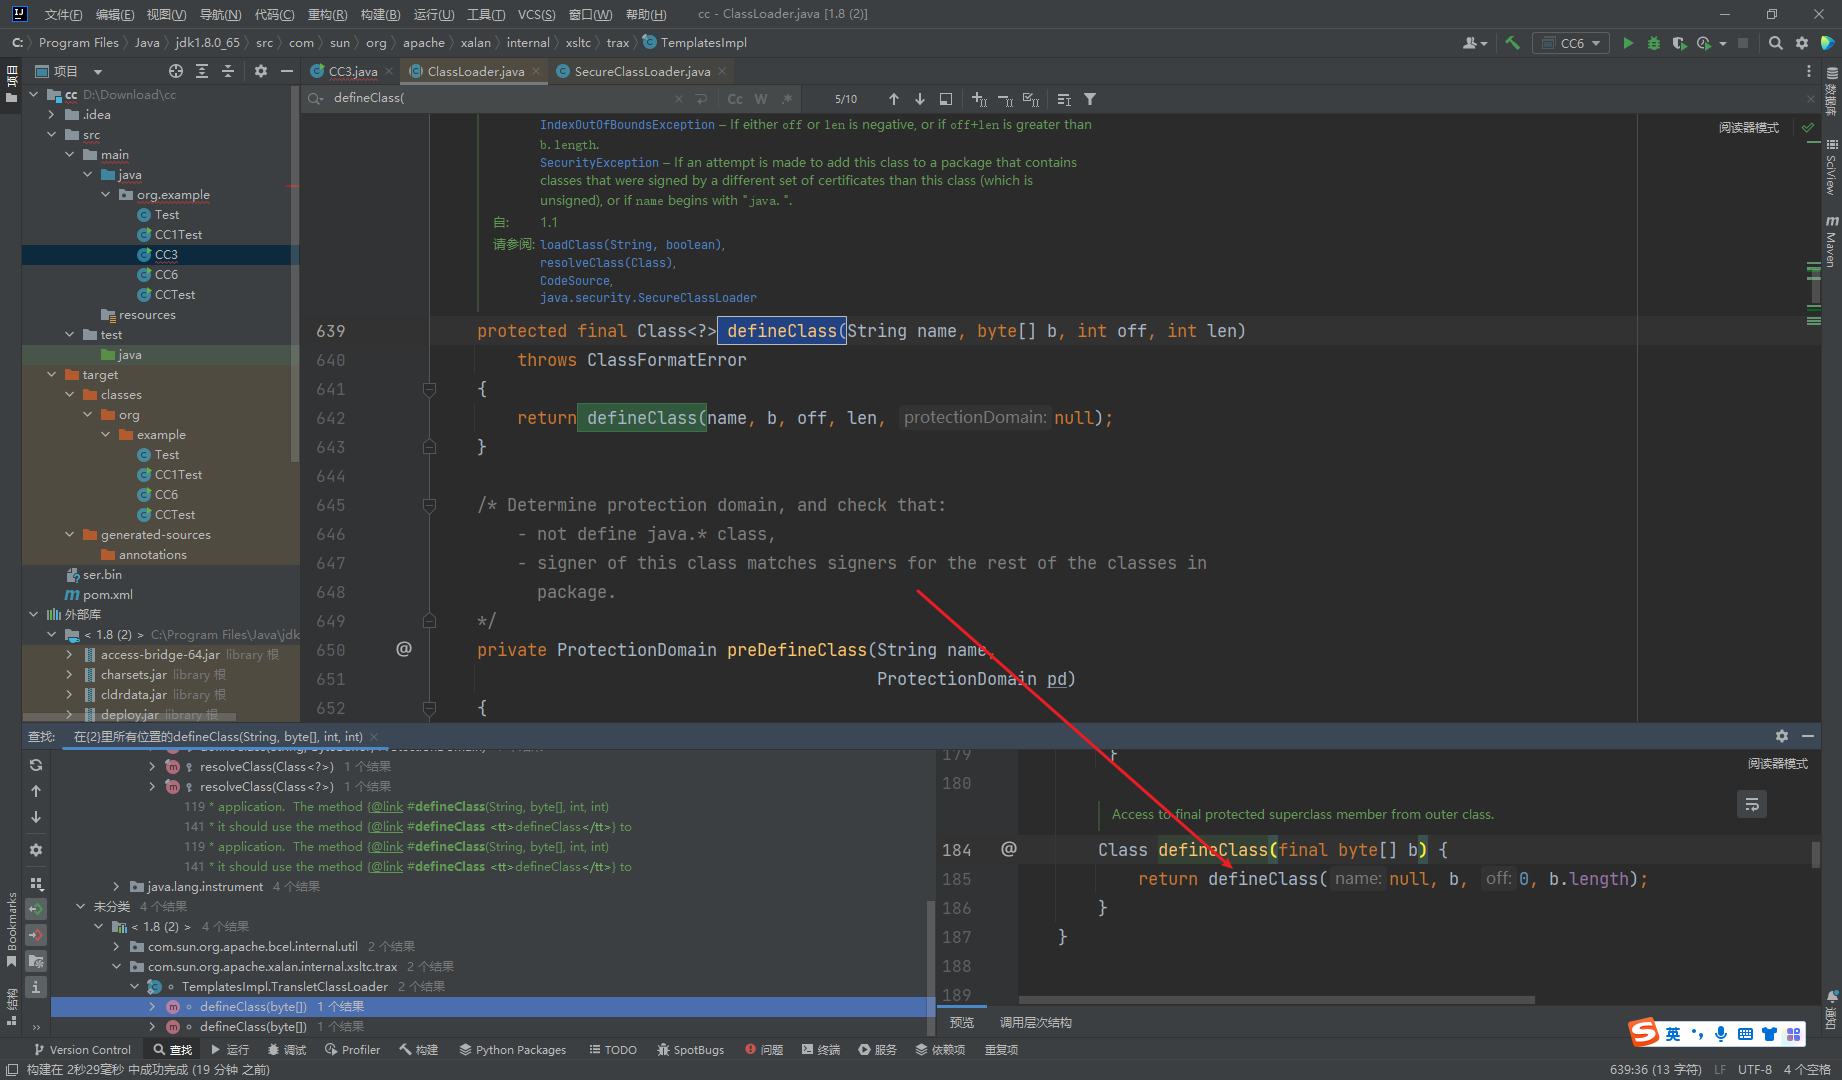 文件(F) 编辑(E) 视图(V) 导航(N) 代码(C) 重构(R) 构建(B) 运行(U) 工具(T) VCS(S) 窗口(W) 帮助(H) cc - ClassLoader.java [1.8 (2)]
C: Program Files Java jdk1.8.0_65 src com sun org apache xalan internal xsltc trax TemplatesImpl CC6
项目 CC3.java ClassLoader.java SecureClassLoader.java
defineClass( Cc W .* 5/10
cc D:\Download\cc
.idea
src
main
java
org.example
Test
CC1Test
CC3
CC6
CCTest
resources
test
java
target
classes
org
example
Test
CC1Test
CC6
CCTest
generated-sources
annotations
ser.bin
pom.xml
外部库
< 1.8 (2) > C:\Program Files\Java\jdk
access-bridge-64.jar library 根
charsets.jar library 根
cldrdata.jar library 根
deploy.jar library 根
项目
Bookmarks
结构
阅读器模式
数据库
SciView
Maven
通知
IndexOutOfBoundsException – If either off or len is negative, or if off+len is greater than
b.length.
SecurityException – If an attempt is made to add this class to a package that contains
classes that were signed by a different set of certificates than this class (which is
unsigned), or if name begins with "java.".
自: 1.1
请参阅: loadClass(String, boolean),
resolveClass(Class),
CodeSource,
java.security.SecureClassLoader
639 protected final Class<?> defineClass(String name, byte[] b, int off, int len)
640 throws ClassFormatError
641 {
642 return defineClass(name, b, off, len, protectionDomain: null);
643 }
644
645 /* Determine protection domain, and check that:
646 - not define java.* class,
647 - signer of this class matches signers for the rest of the classes in
648 package.
649 */
650 @ private ProtectionDomain preDefineClass(String name,
651 ProtectionDomain pd)
652 {
查找: 在{2}里所有位置的defineClass(String, byte[], int, int)
resolveClass(Class<?>) 1 个结果
resolveClass(Class<?>) 1 个结果
119 * application. The method {@link #defineClass(String, byte[], int, int)
141 * it should use the method {@link #defineClass <tt>defineClass</tt>} to
119 * application. The method {@link #defineClass(String, byte[], int, int)
141 * it should use the method {@link #defineClass <tt>defineClass</tt>} to
java.lang.instrument 4 个结果
未分类 4 个结果
< 1.8 (2) > 4 个结果
com.sun.org.apache.bcel.internal.util 2 个结果
com.sun.org.apache.xalan.internal.xsltc.trax 2 个结果
TemplatesImpl.TransletClassLoader 2 个结果
defineClass(byte[]) 1 个结果
defineClass(byte[]) 1 个结果
179 }
阅读器模式
180
Access to final protected superclass member from outer class.
184 @ Class defineClass(final byte[] b) {
185 return defineClass( name: null, b, off: 0, b.length);
186 }
187 }
188
189
预览 调用层次结构
英
Version Control 查找 运行 调试 Profiler 构建 Python Packages TODO SpotBugs 问题 终端 服务 依赖项 重复项
构建在 2秒29毫秒 中成功完成 (19 分钟 之前) 639:36 (13 字符) LF UTF-8 4 个空格